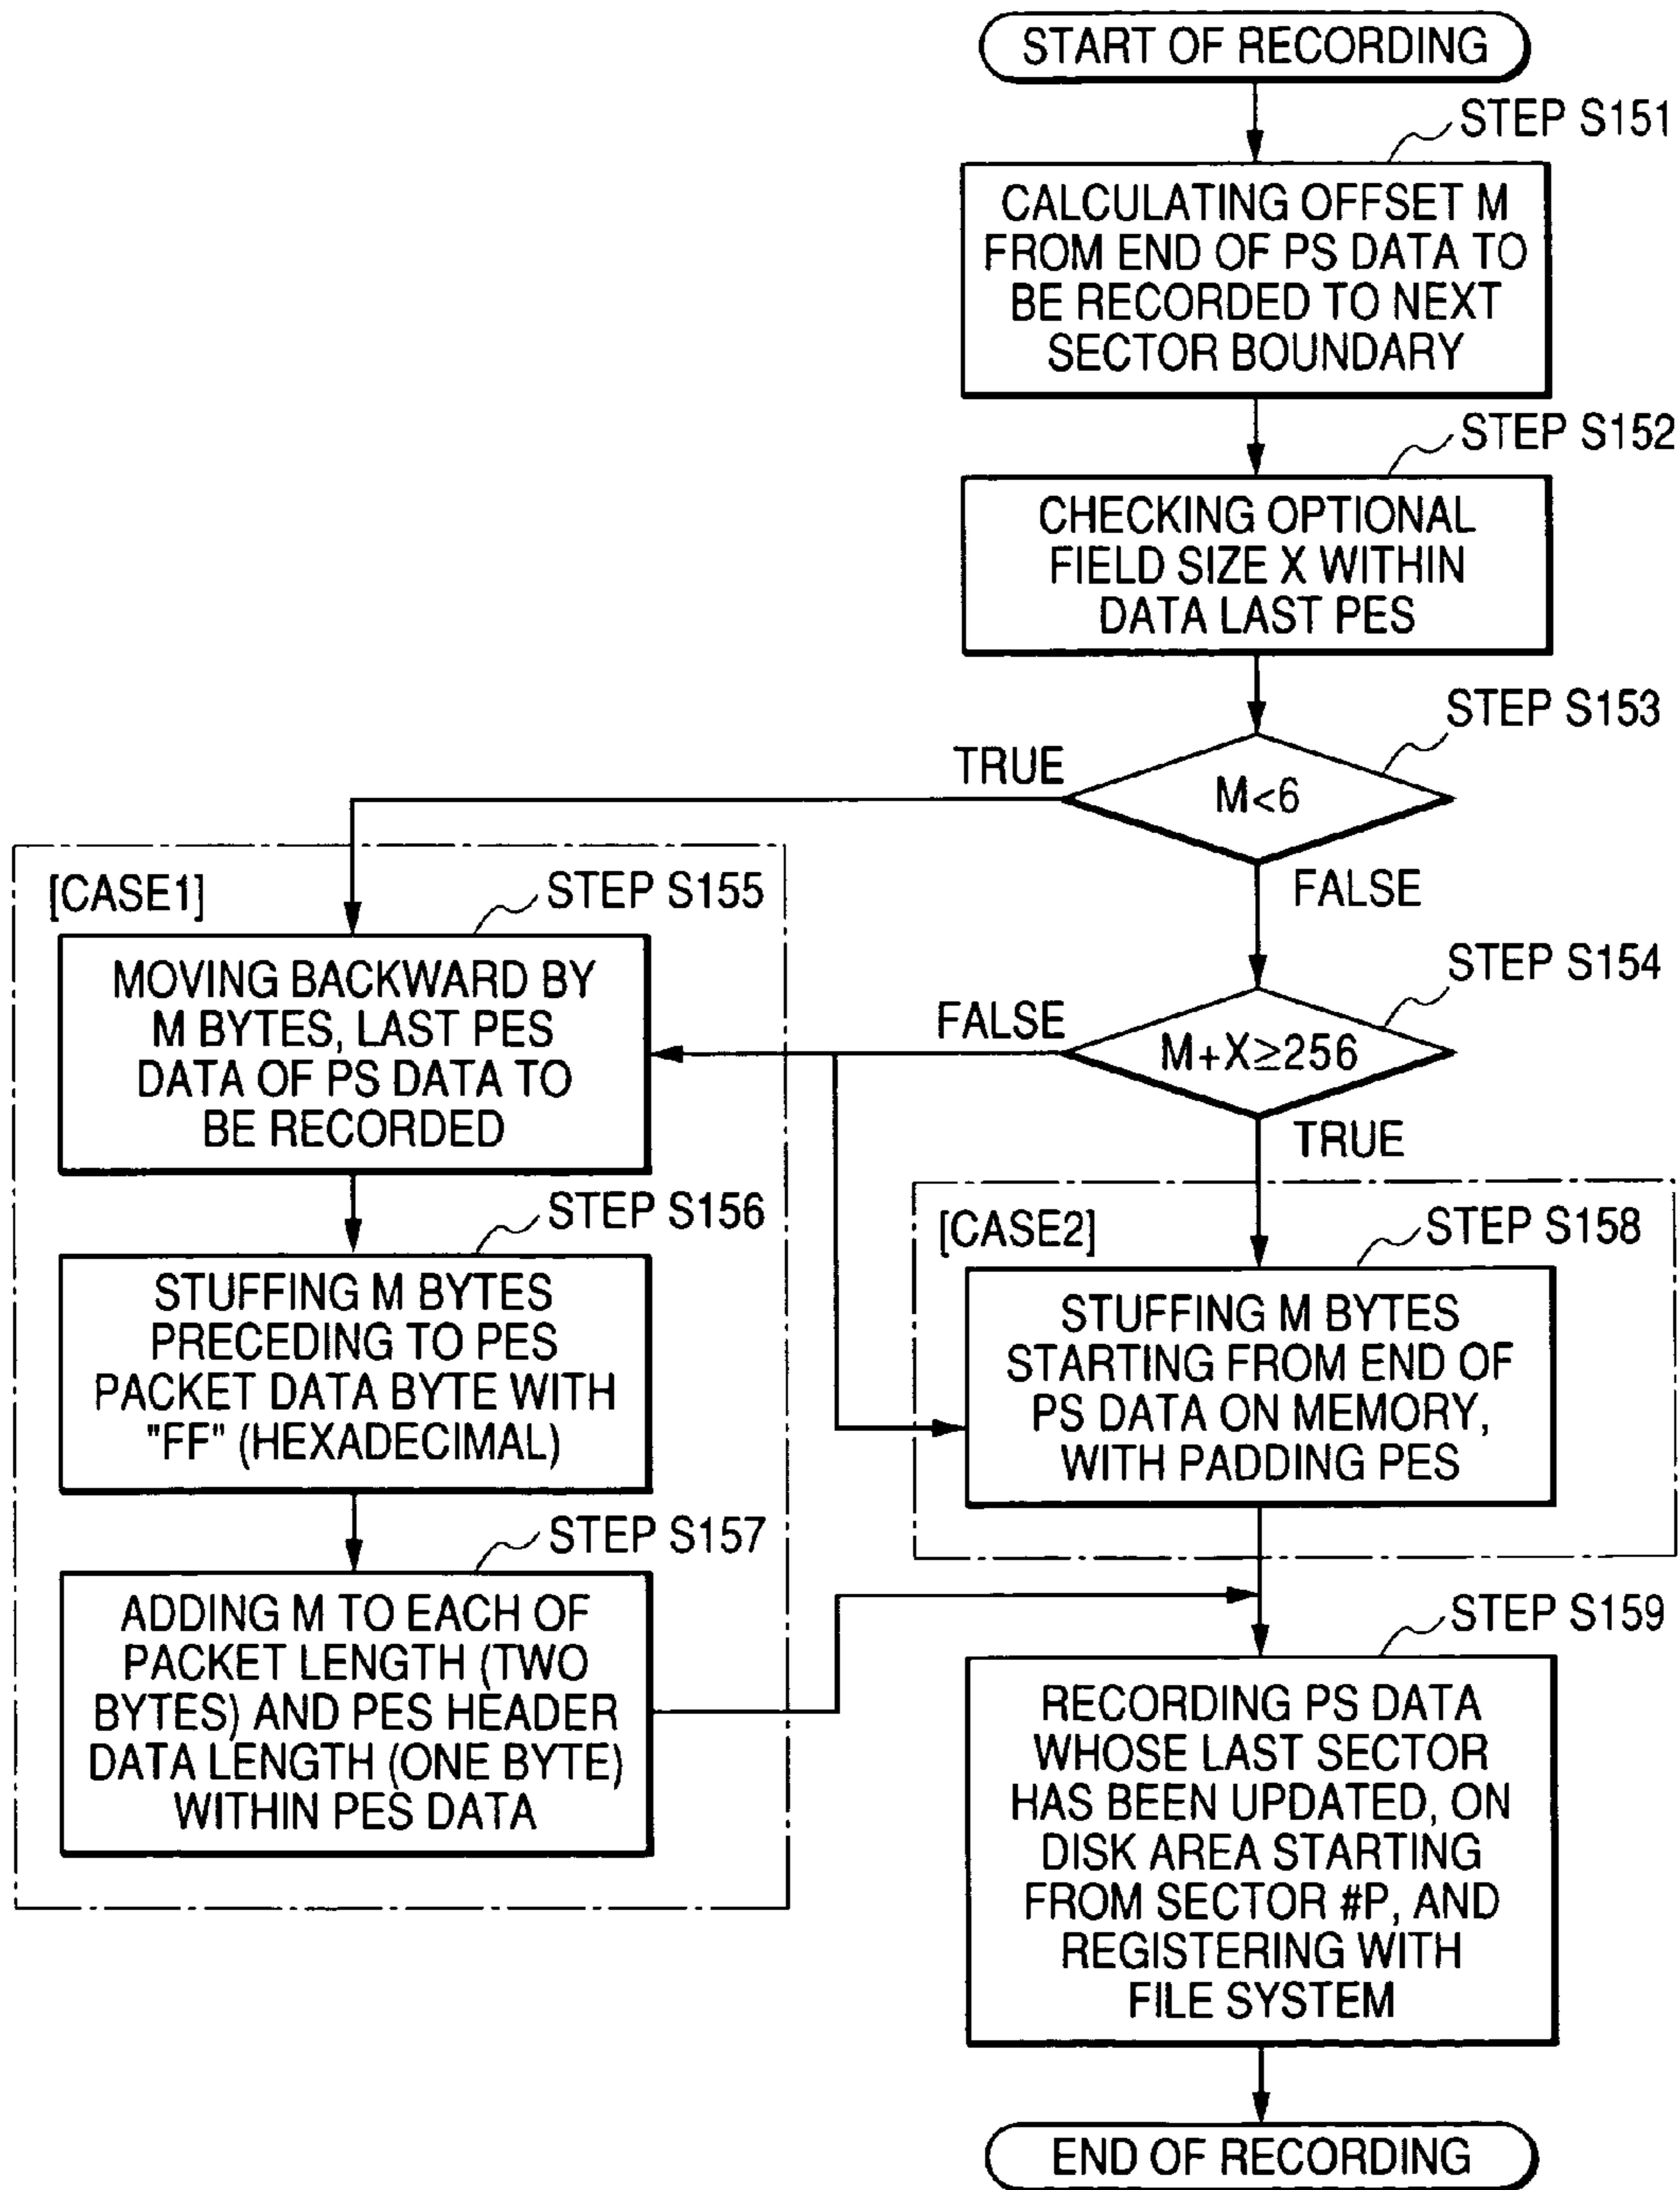 START OF RECORDING
STEP S151
CALCULATING OFFSET M
FROM END OF PS DATA TO
BE RECORDED TO NEXT
SECTOR BOUNDARY
STEP S152
CHECKING OPTIONAL
FIELD SIZE X WITHIN
DATA LAST PES
STEP S153
TRUE
M<6
FALSE
[CASE1]
STEP S155
MOVING BACKWARD BY
M BYTES, LAST PES
DATA OF PS DATA TO
BE RECORDED
STEP S154
FALSE
M+X≥256
TRUE
STEP S156
STUFFING M BYTES
PRECEDING TO PES
PACKET DATA BYTE WITH
"FF" (HEXADECIMAL)
[CASE2]
STEP S158
STUFFING M BYTES
STARTING FROM END OF
PS DATA ON MEMORY,
WITH PADDING PES
STEP S157
ADDING M TO EACH OF
PACKET LENGTH (TWO
BYTES) AND PES HEADER
DATA LENGTH (ONE BYTE)
WITHIN PES DATA
STEP S159
RECORDING PS DATA
WHOSE LAST SECTOR
HAS BEEN UPDATED, ON
DISK AREA STARTING
FROM SECTOR #P, AND
REGISTERING WITH
FILE SYSTEM
END OF RECORDING